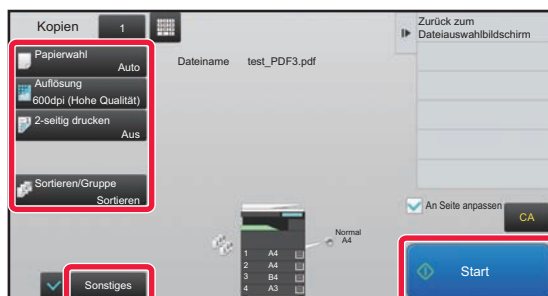 Kopien 1
Zurück zum
Dateiauswahlbildschirm
Papierwahl
Auto
Dateiname test_PDF3.pdf
Auflösung
600dpi (Hohe Qualität)
2-seitig drucken
Aus
Sortieren/Gruppe
Sortieren
An Seite anpassen
CA
Normal
A4
1 A4
2 A4
3 B4
4 A3
Sonstiges
Start